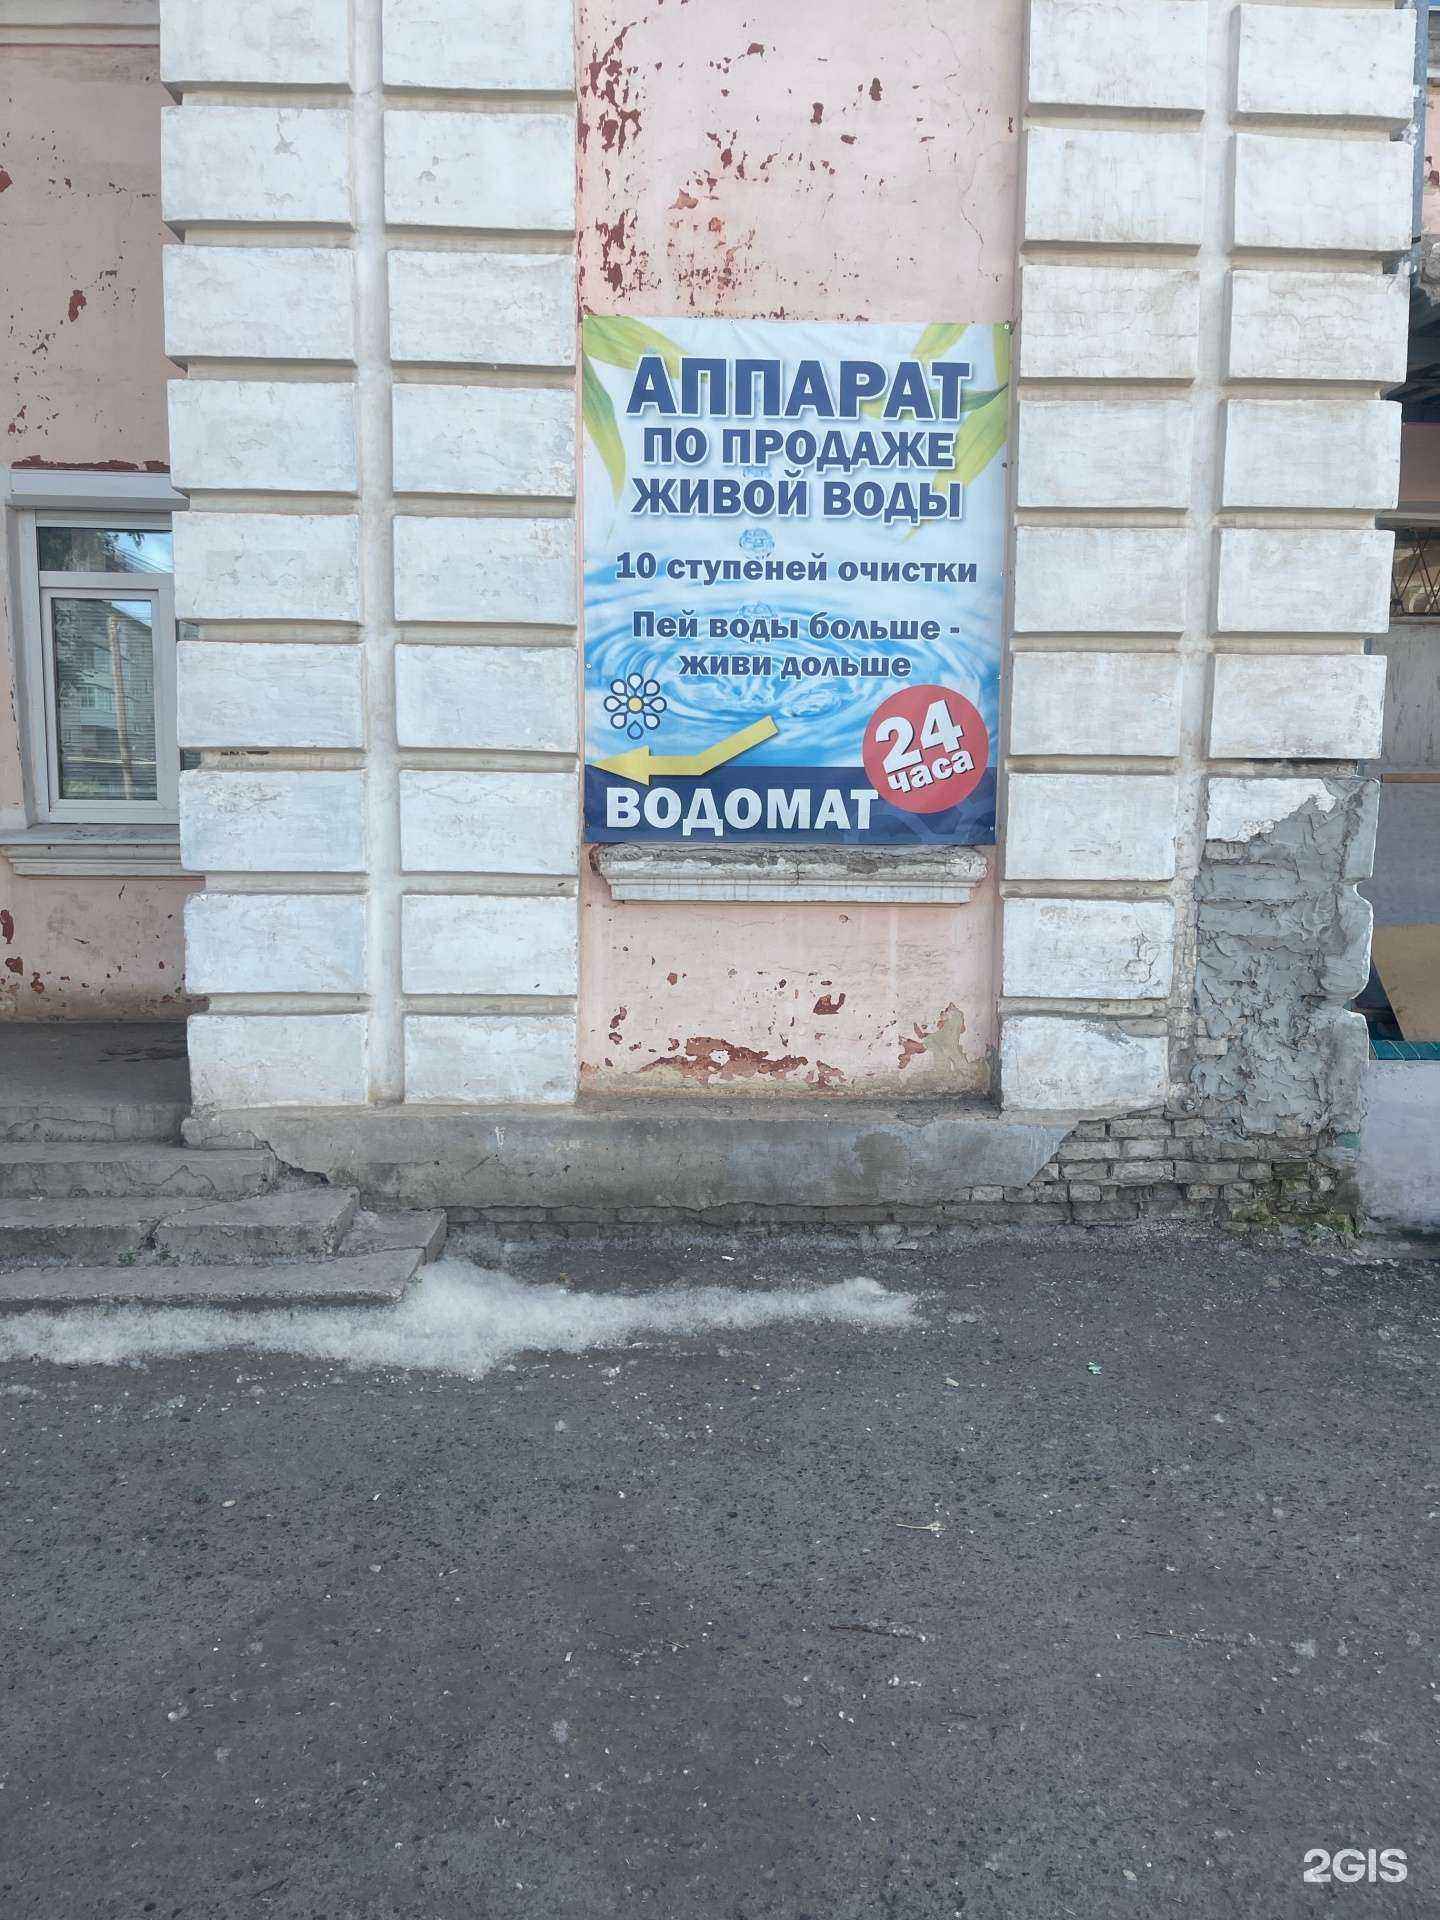 АППАРАТ
ПО ПРОДАЖЕ
ЖИВОЙ ВОДЫ
10 ступеней очистки
Пей воды больше -
живи дольше
24
часа
ВОДОМАТ
2GIS